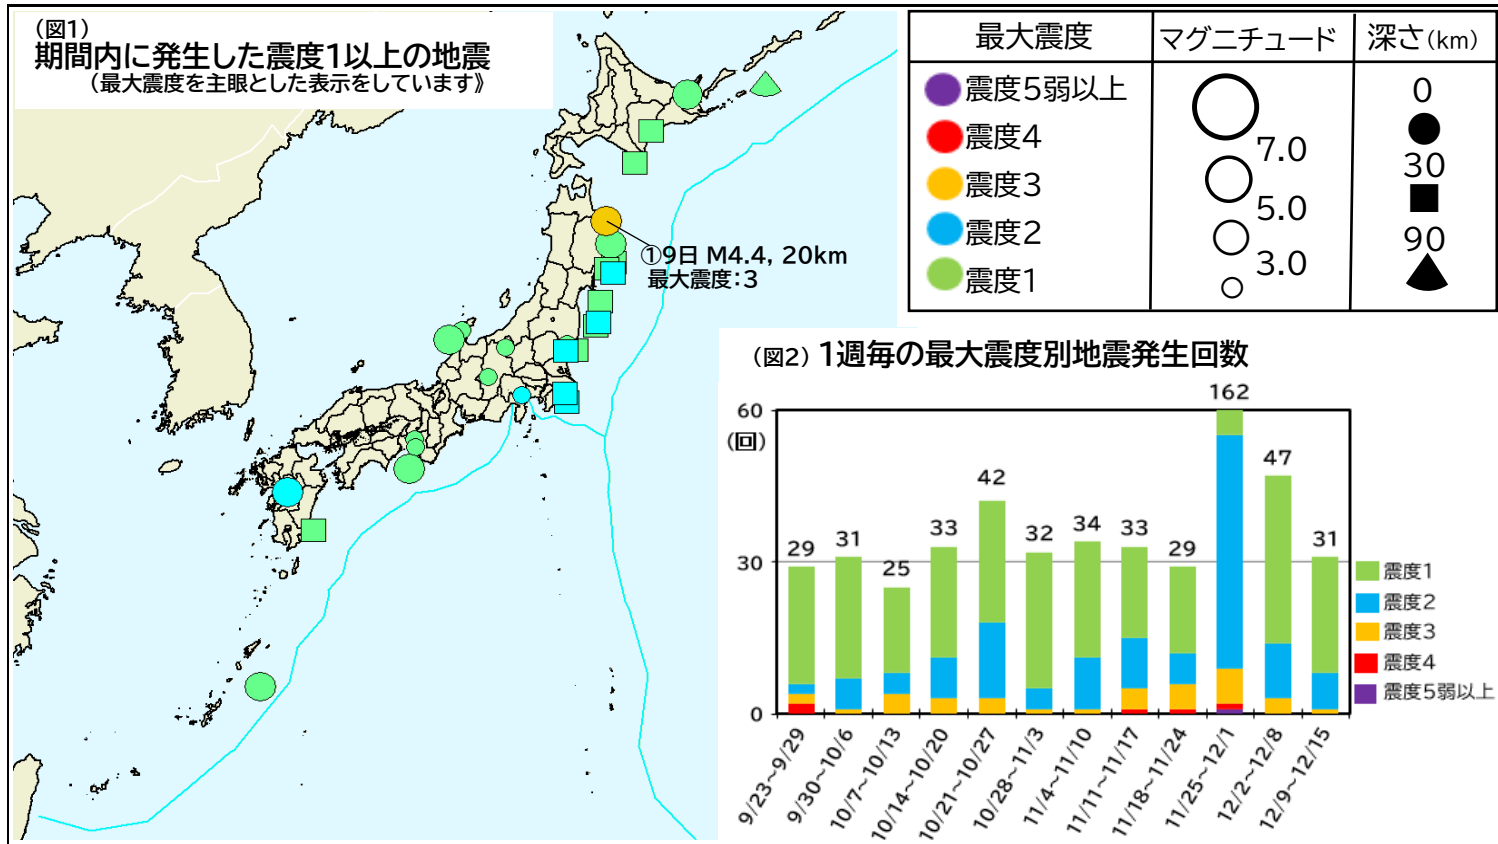 (図1)
期間内に発生した震度1以上の地震
(最大震度を主眼とした表示をしています》
①9日 M4.4, 20km
最大震度:3
最大震度
マグニチュード
深さ(km)
震度5弱以上
震度4
震度3
震度2
震度1
7.0
5.0
3.0
0
30
90
(図2) 1週毎の最大震度別地震発生回数
60
(回)
30
0
29
31
25
33
42
32
34
33
29
162
47
31
震度1
震度2
震度3
震度4
震度5弱以上
9/23~9/29
9/30~10/6
10/7~10/13
10/14~10/20
10/21~10/27
10/28~11/3
11/4~11/10
11/11~11/17
11/18~11/24
11/25~12/1
12/2~12/8
12/9~12/15